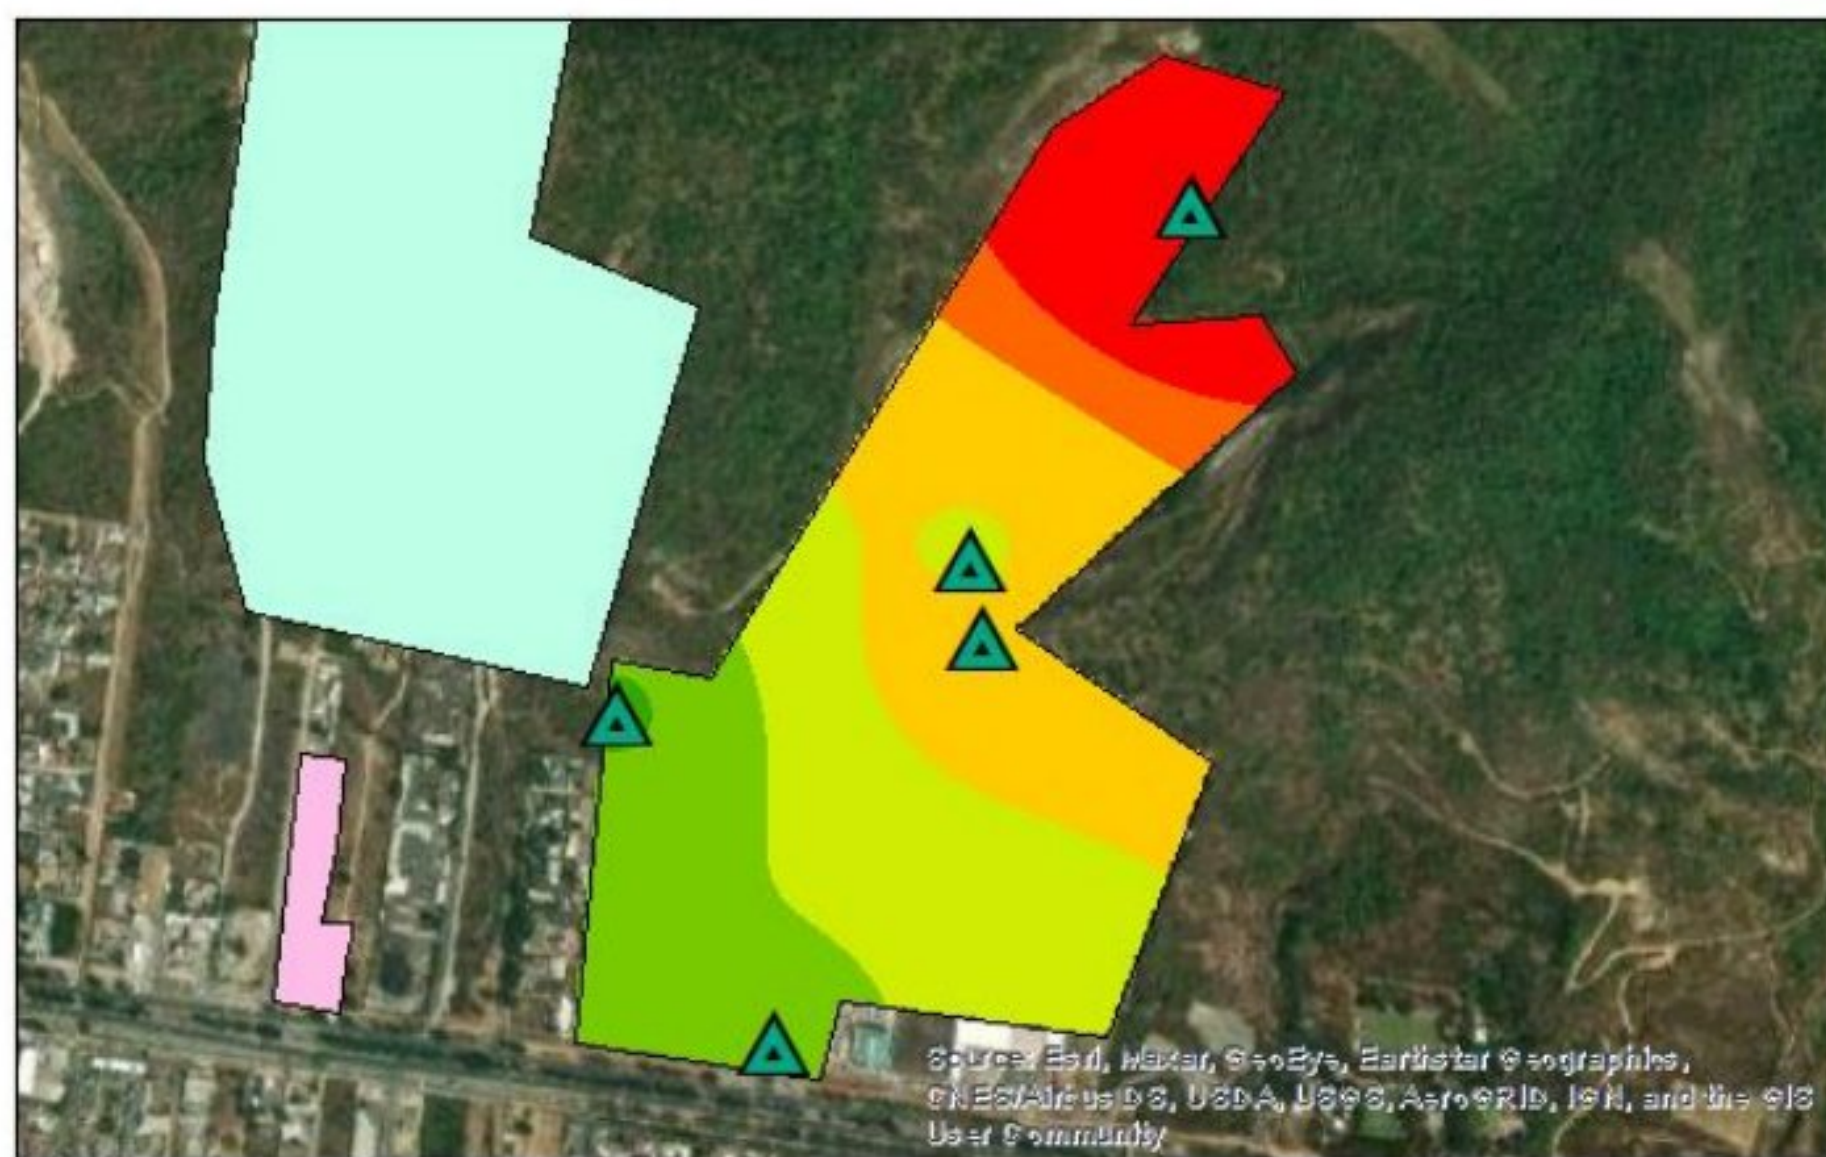 Source: Esri, Maxar, GeoEye, Earthstar Geographics,
CNES/Airbus DS, USDA, USGS, AeroGRID, IGN, and the GIS
User Community